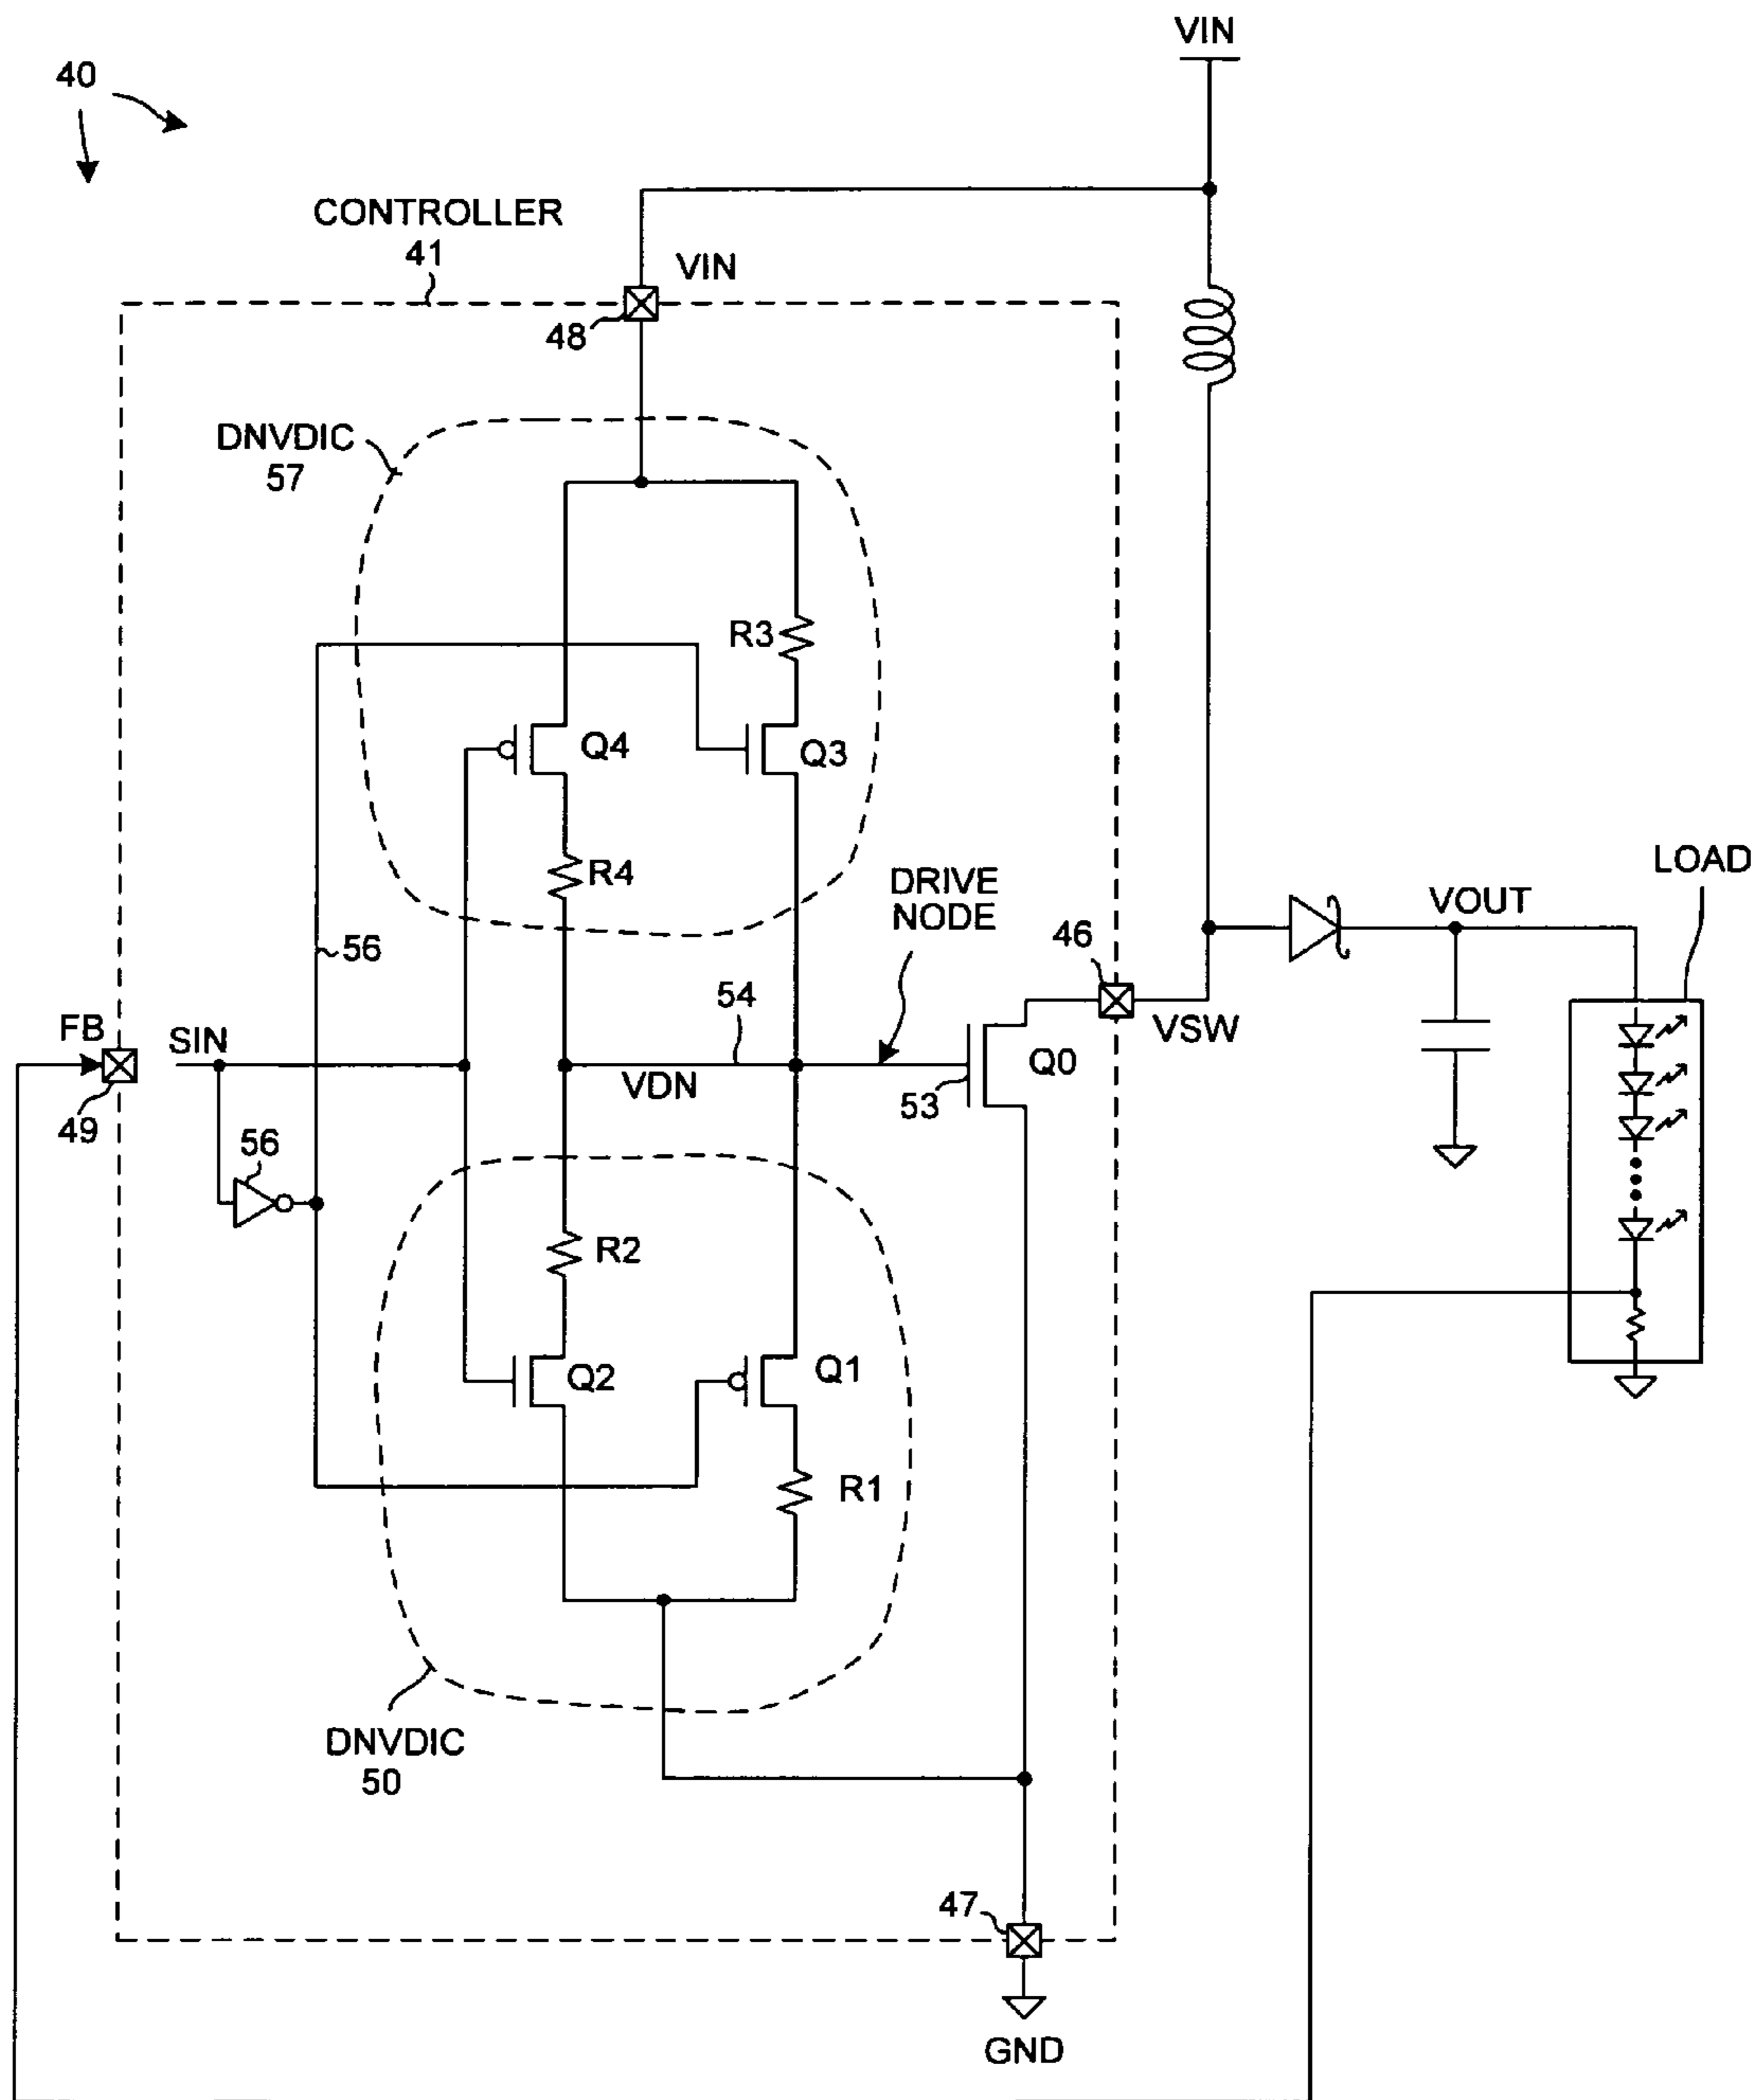 VIN
40
CONTROLLER
41
VIN
48
DNVDIC
57
R3
Q4
Q3
R4
DRIVE
NODE
LOAD
VOUT
46
56
54
FB
SIN
VSW
Q0
VDN
53
49
56
R2
Q2
Q1
R1
DNVDIC
50
47
GND